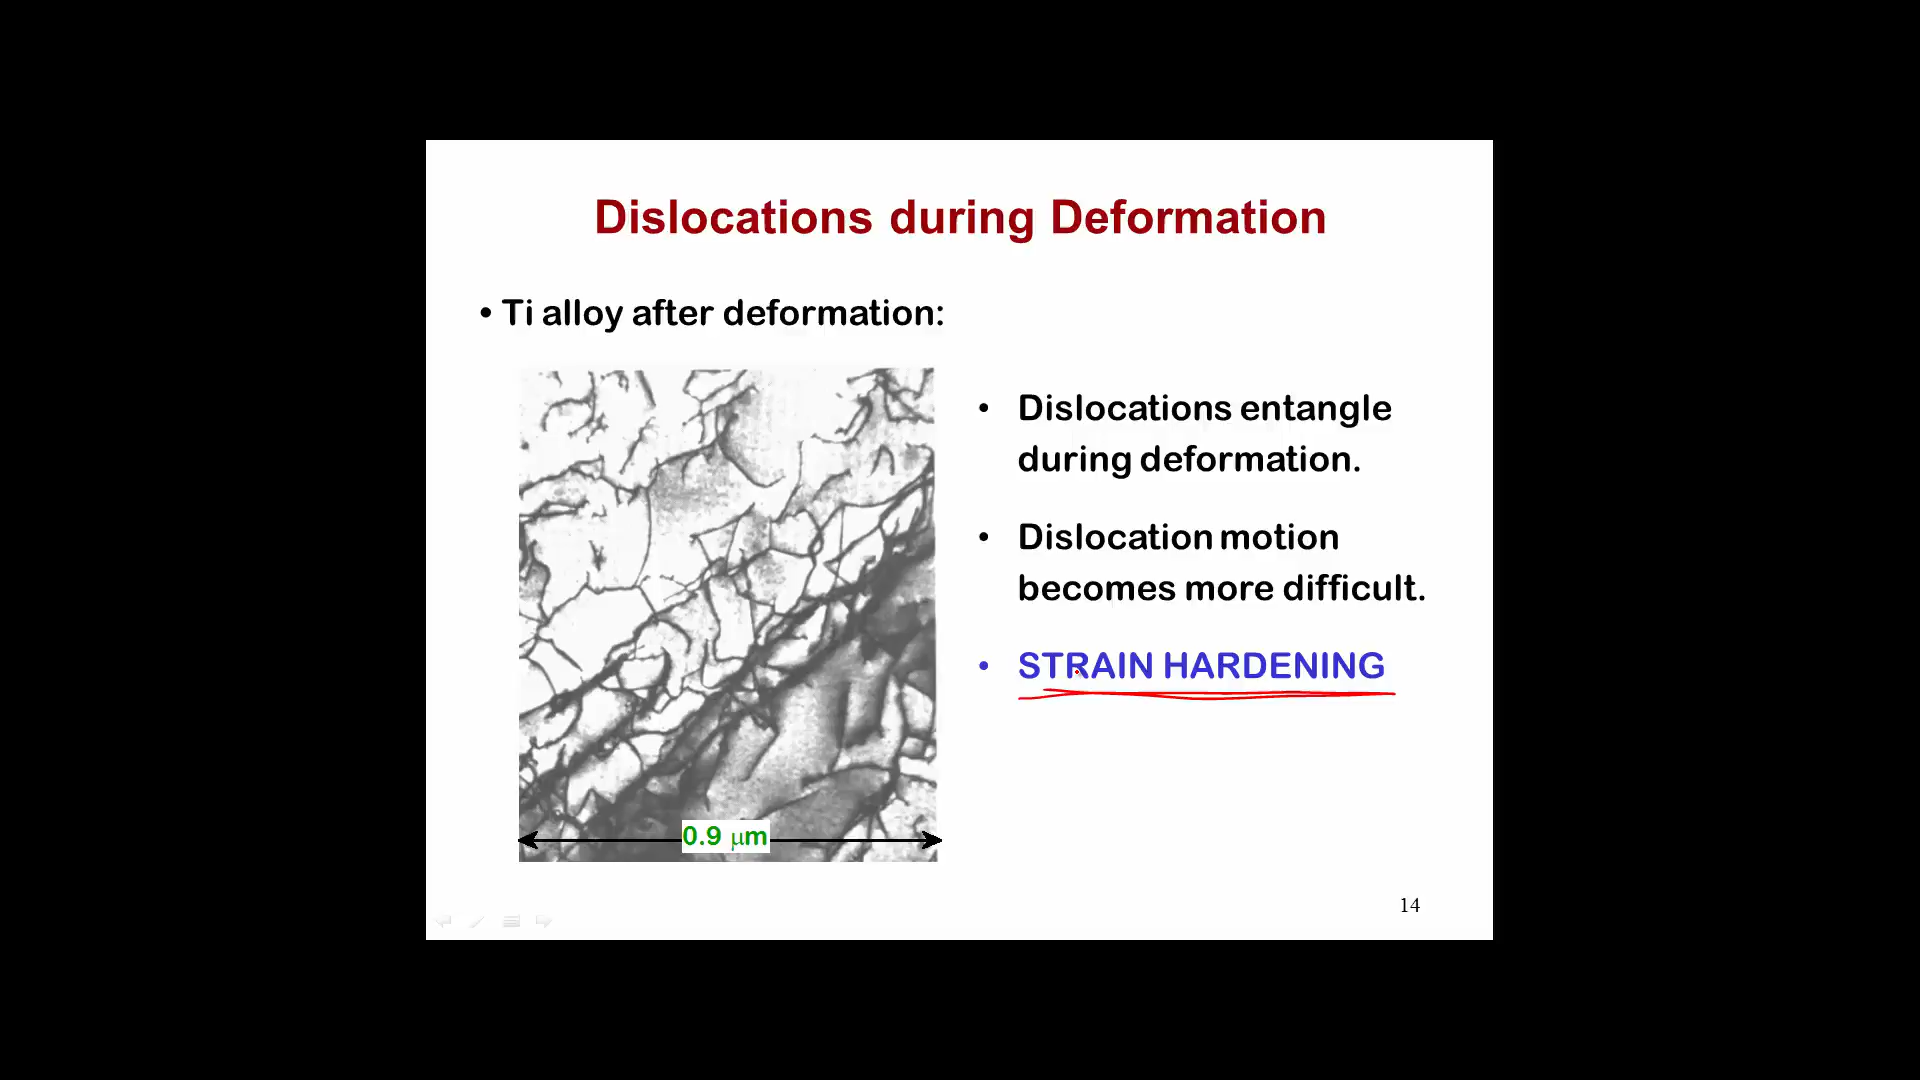 Dislocations during Deformation
• Ti alloy after deformation:
• Dislocations entangle
during deformation.
• Dislocation motion
becomes more difficult.
• STRAIN HARDENING
0.9 μm
14